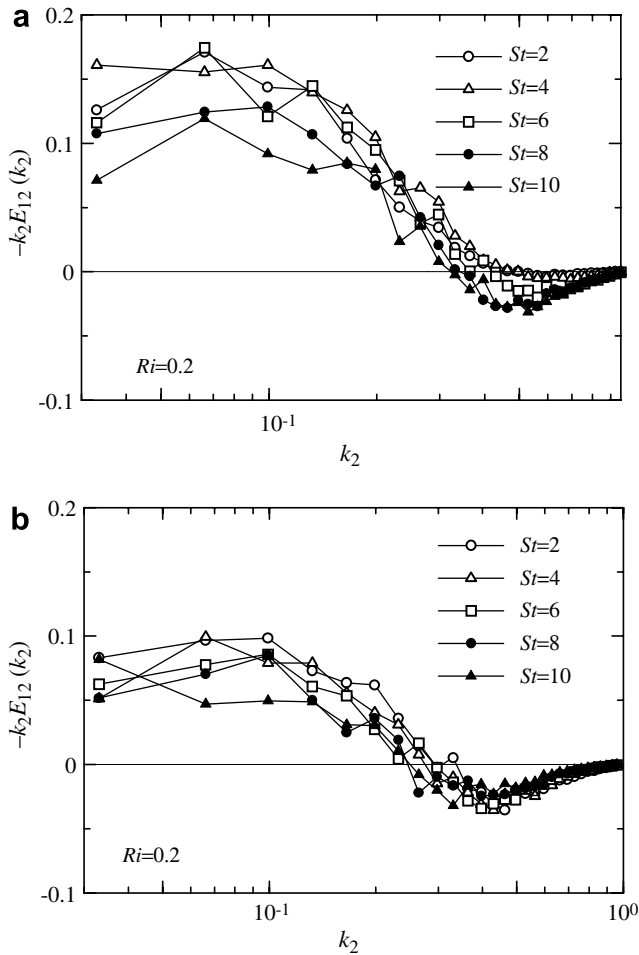 a
0.2
St=2
St=4
St=6
St=8
St=10
0.1
−k₂E₁₂(k₂)
0
Ri=0.2
-0.1
10⁻¹
k₂
b
0.2
St=2
St=4
St=6
St=8
St=10
0.1
−k₂E₁₂(k₂)
0
Ri=0.2
-0.1
10⁻¹
10⁰
k₂